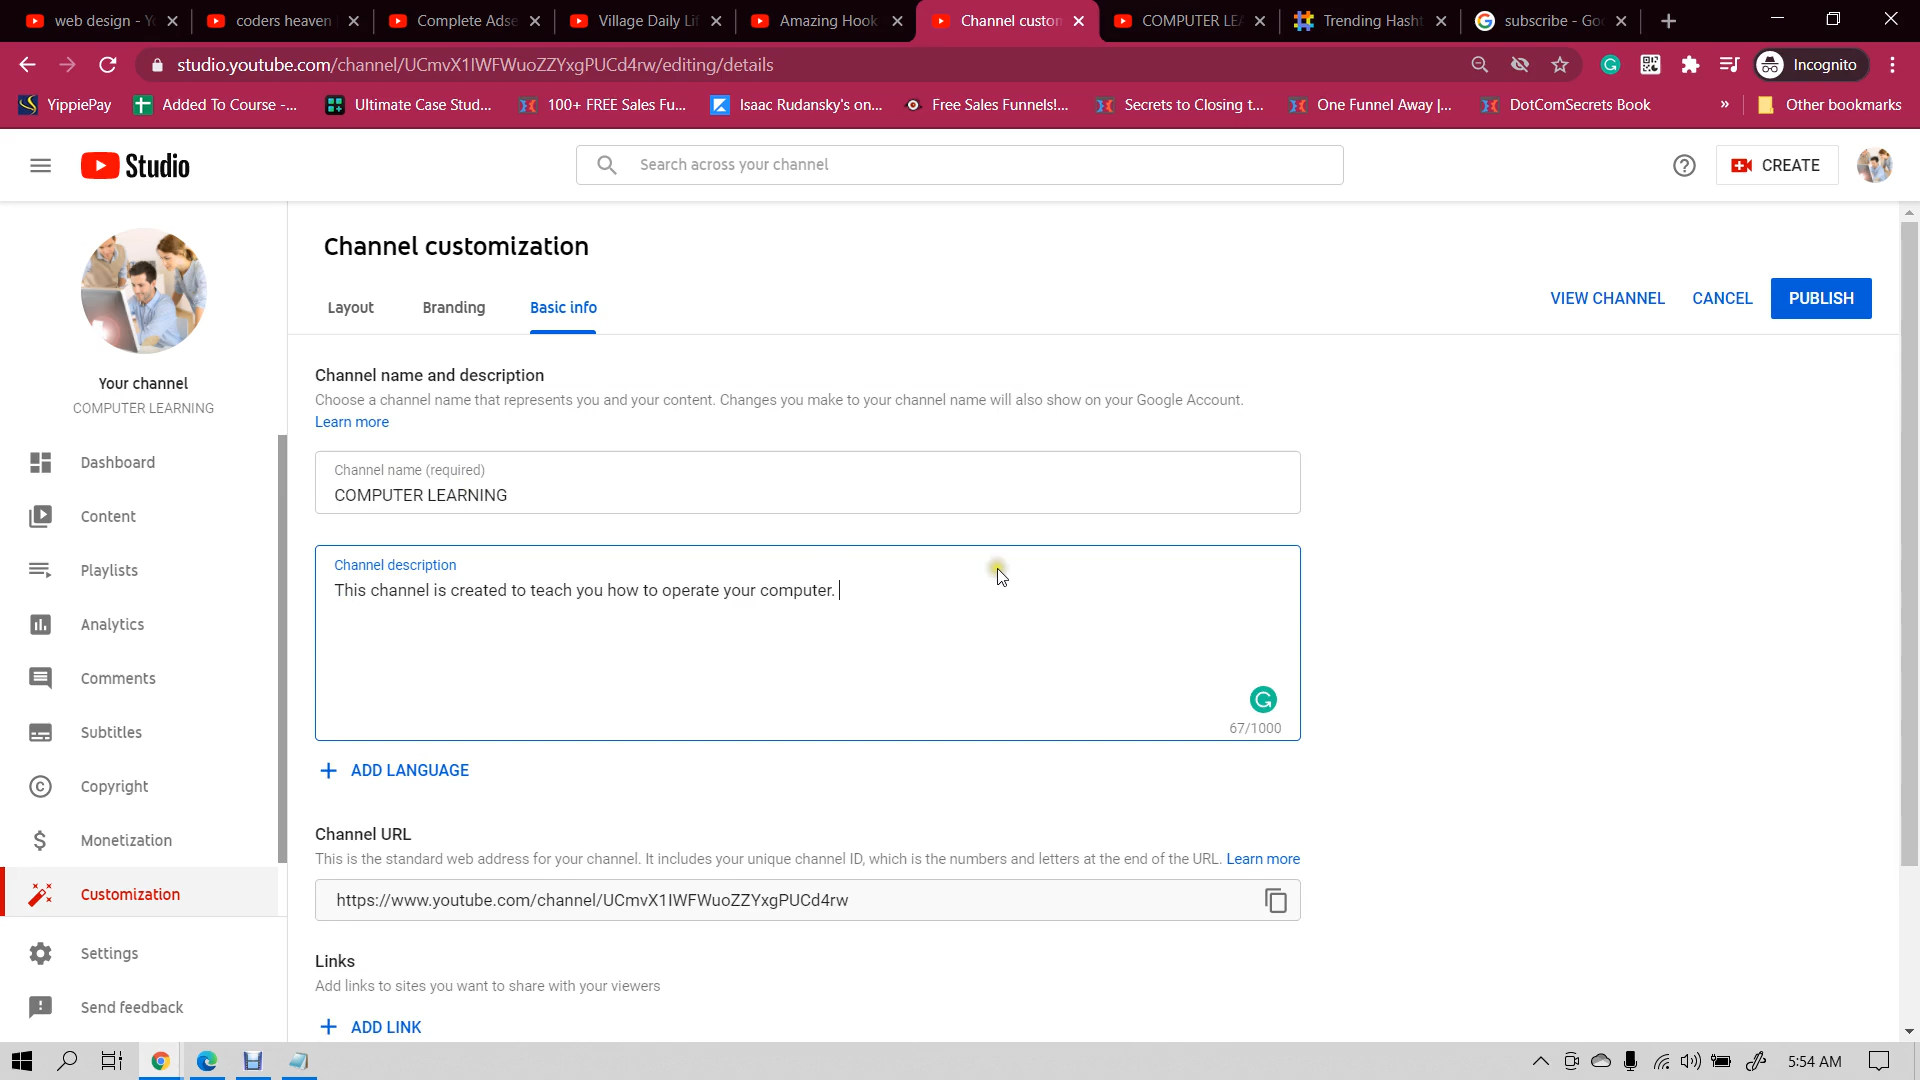 web design - Yo
coders heaven
Complete Adse
Village Daily Lif
Amazing Hook
Channel custom
COMPUTER LEA
Trending Hasht
subscribe - Goo
studio.youtube.com/channel/UCmvX1IWFWuoZZYxgPUCd4rw/editing/details
Incognito
YippiePay
Added To Course -...
Ultimate Case Stud...
100+ FREE Sales Fu...
Isaac Rudansky's on...
Free Sales Funnels!...
Secrets to Closing t...
One Funnel Away |...
DotComSecrets Book
»
Other bookmarks
Studio
Search across your channel
CREATE
Your channel
COMPUTER LEARNING
Dashboard
Content
Playlists
Analytics
Comments
Subtitles
Copyright
Monetization
Customization
Settings
Send feedback
Channel customization
Layout
Branding
Basic info
VIEW CHANNEL
CANCEL
PUBLISH
Channel name and description
Choose a channel name that represents you and your content. Changes you make to your channel name will also show on your Google Account.
Learn more
Channel name (required)
COMPUTER LEARNING
Channel description
This channel is created to teach you how to operate your computer.
67/1000
ADD LANGUAGE
Channel URL
This is the standard web address for your channel. It includes your unique channel ID, which is the numbers and letters at the end of the URL. Learn more
https://www.youtube.com/channel/UCmvX1IWFWuoZZYxgPUCd4rw
Links
Add links to sites you want to share with your viewers
ADD LINK
5:54 AM